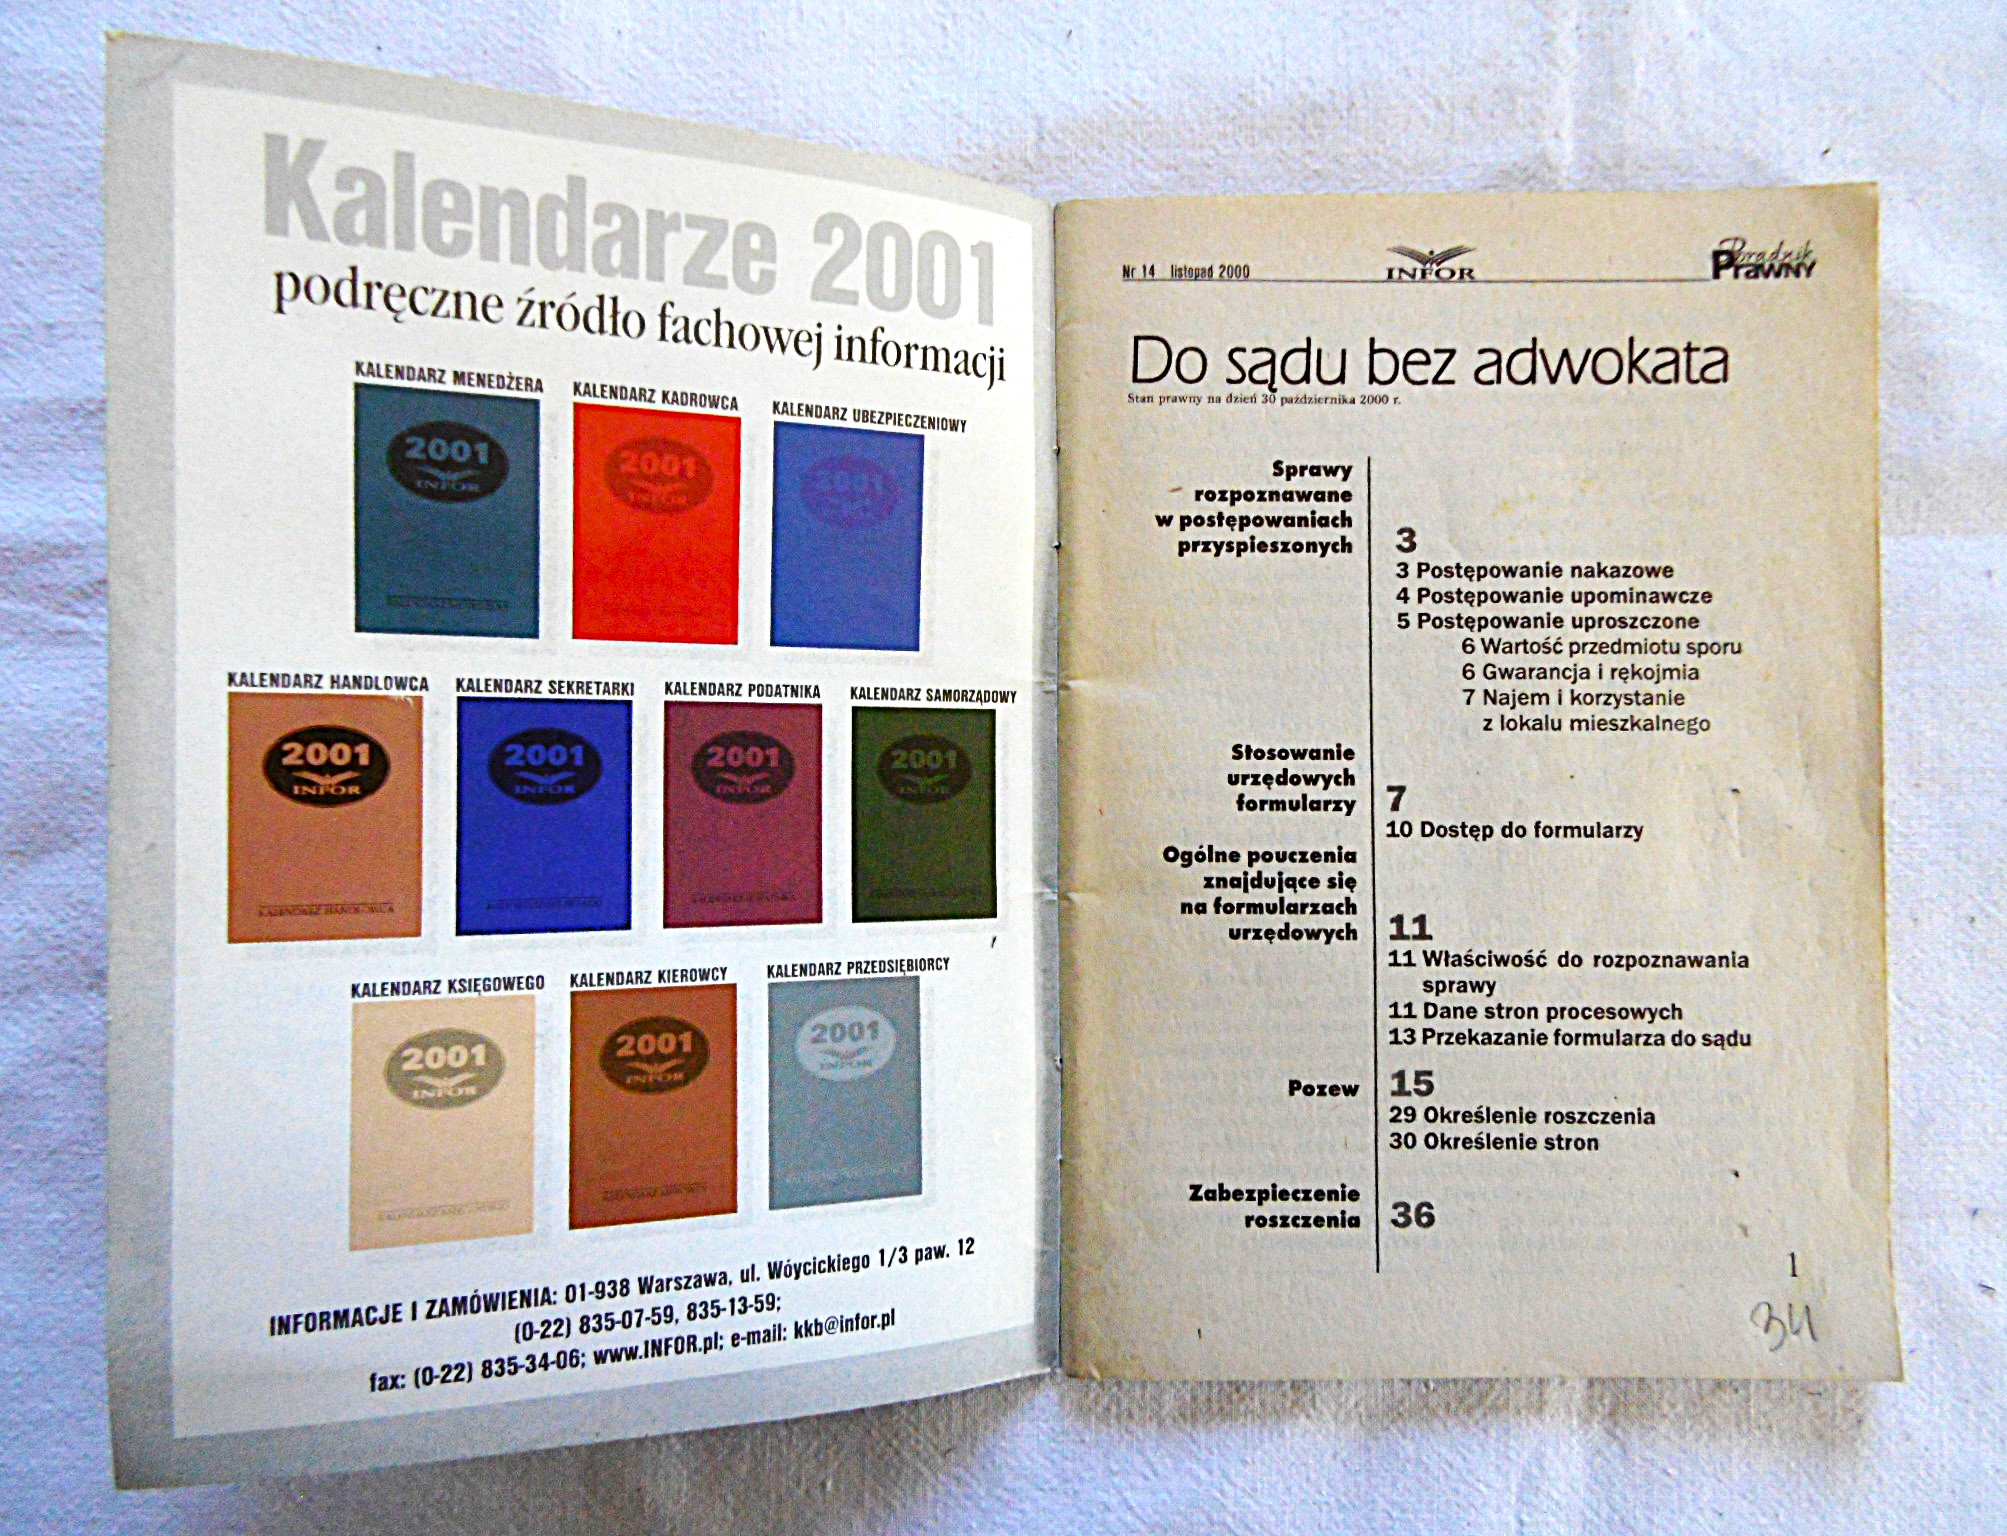 Kalendarze 2001
podręczne źródło fachowej informacji
KALENDARZ MENEDŻERA
KALENDARZ KADROWCA
KALENDARZ UBEZPIECZENIOWY
2001
INFOR
2001
INFOR
2001
KALENDARZ HANDLOWCA
KALENDARZ SEKRETARKI
KALENDARZ PODATNIKA
KALENDARZ SAMORZĄDOWY
2001
INFOR
2001
INFOR
2001
INFOR
2001
INFOR
KALENDARZ HANDLOWCA
KALENDARZ KSIĘGOWEGO
KALENDARZ KIEROWCY
KALENDARZ PRZEDSIĘBIORCY
2001
INFOR
2001
INFOR
2001
INFOR
INFORMACJE I ZAMÓWIENIA: 01-938 Warszawa, ul. Wóycickiego 1/3 paw. 12
(0-22) 835-07-59, 835-13-59;
fax: (0-22) 835-34-06; www.INFOR.pl; e-mail: kkb@infor.pl
Nr 14 listopad 2000
INFOR
Poradnik
Prawny
Do sądu bez adwokata
Stan prawny na dzień 30 października 2000 r.
Sprawy
rozpoznawane
w postępowaniach
przyspieszonych
3
3 Postępowanie nakazowe
4 Postępowanie upominawcze
5 Postępowanie uproszczone
6 Wartość przedmiotu sporu
6 Gwarancja i rękojmia
7 Najem i korzystanie
z lokalu mieszkalnego
Stosowanie
urzędowych
formularzy
7
10 Dostęp do formularzy
Ogólne pouczenia
znajdujące się
na formularzach
urzędowych
11
11 Właściwość do rozpoznawania
sprawy
11 Dane stron procesowych
13 Przekazanie formularza do sądu
Pozew
15
29 Określenie roszczenia
30 Określenie stron
Zabezpieczenie
roszczenia
36
1
34